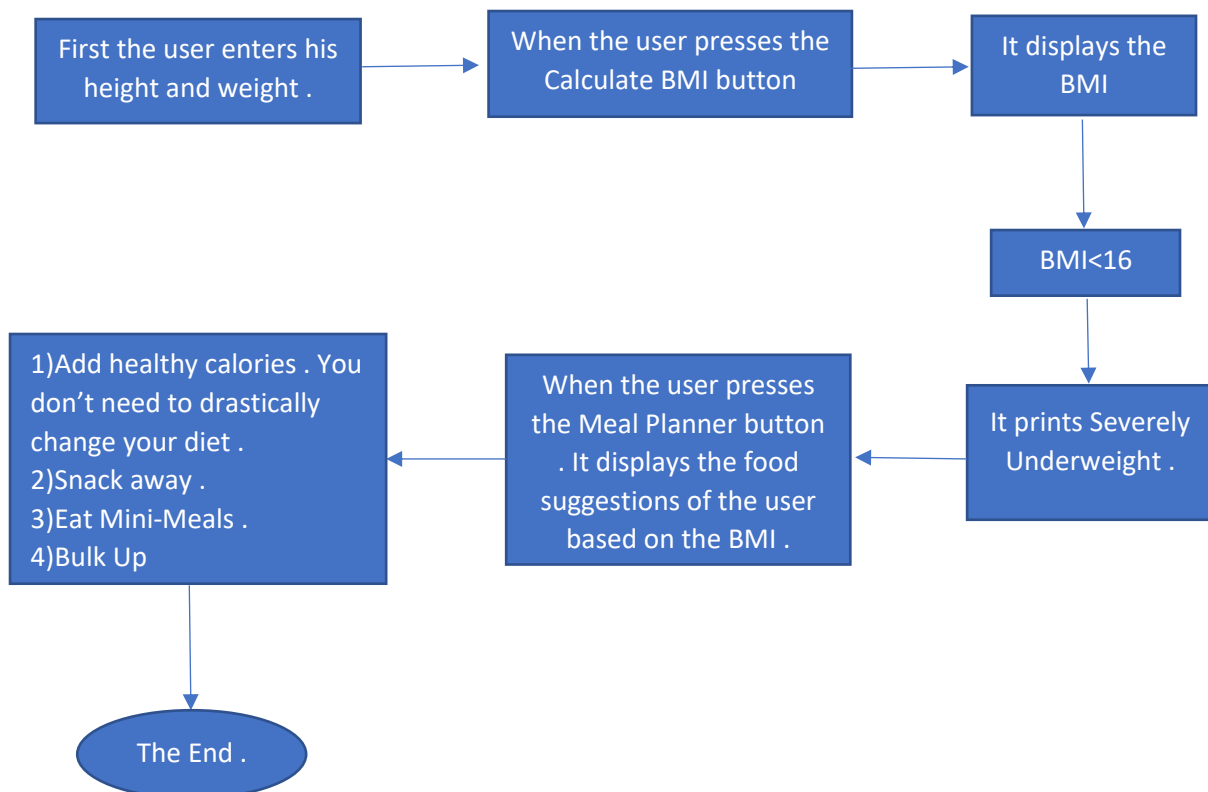 First the user enters his
height and weight .
When the user presses the
Calculate BMI button
It displays the
BMI
BMI<16
It prints Severely
Underweight .
When the user presses
the Meal Planner button
. It displays the food
suggestions of the user
based on the BMI .
1)Add healthy calories . You
don’t need to drastically
change your diet .
2)Snack away .
3)Eat Mini-Meals .
4)Bulk Up
The End .